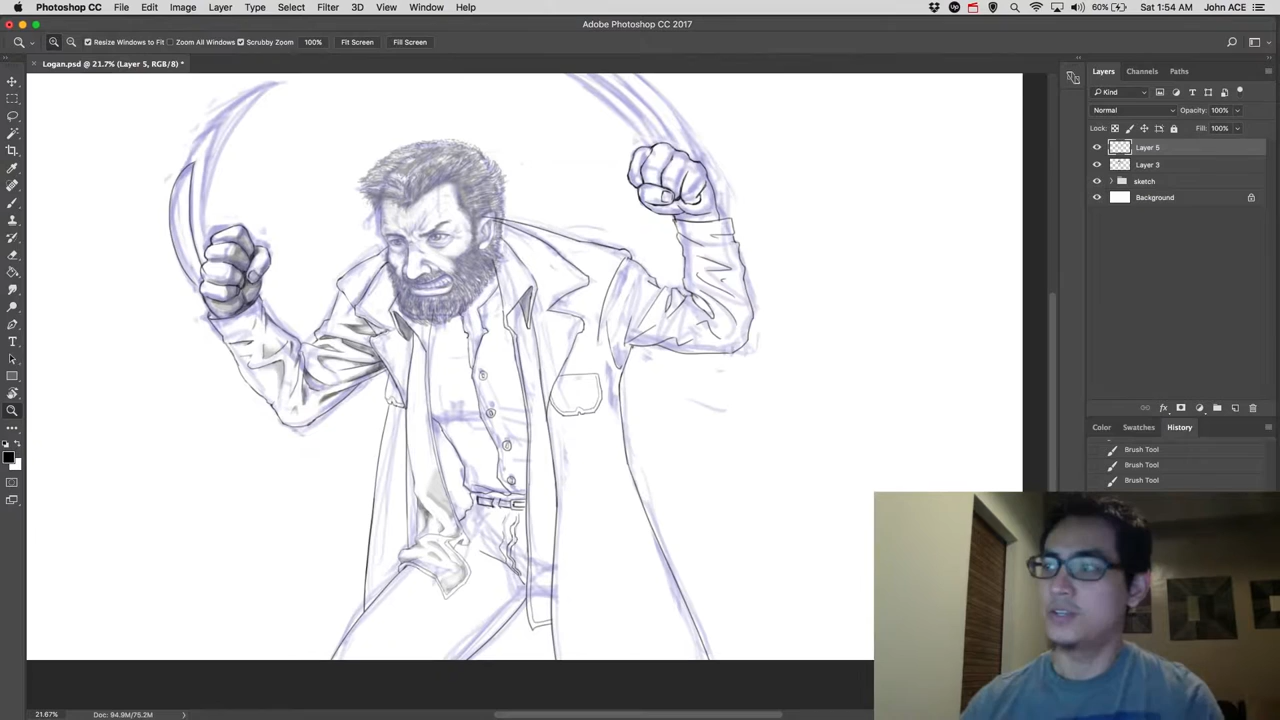 Photoshop CC File Edit Image Layer Type Select Filter 3D View Window Help 60% Sat 1:54 AM John ACE
Adobe Photoshop CC 2017
Resize Windows to Fit Zoom All Windows Scrubby Zoom 100% Fit Screen Fill Screen
Logan.psd @ 21.7% (Layer 5, RGB/8) *
Layers Channels Paths
Kind
Normal Opacity: 100%
Lock: Fill: 100%
Layer 5
Layer 3
sketch
Background
Color Swatches History
Brush Tool
Brush Tool
Brush Tool
21.67% Doc: 94.9M/75.2M